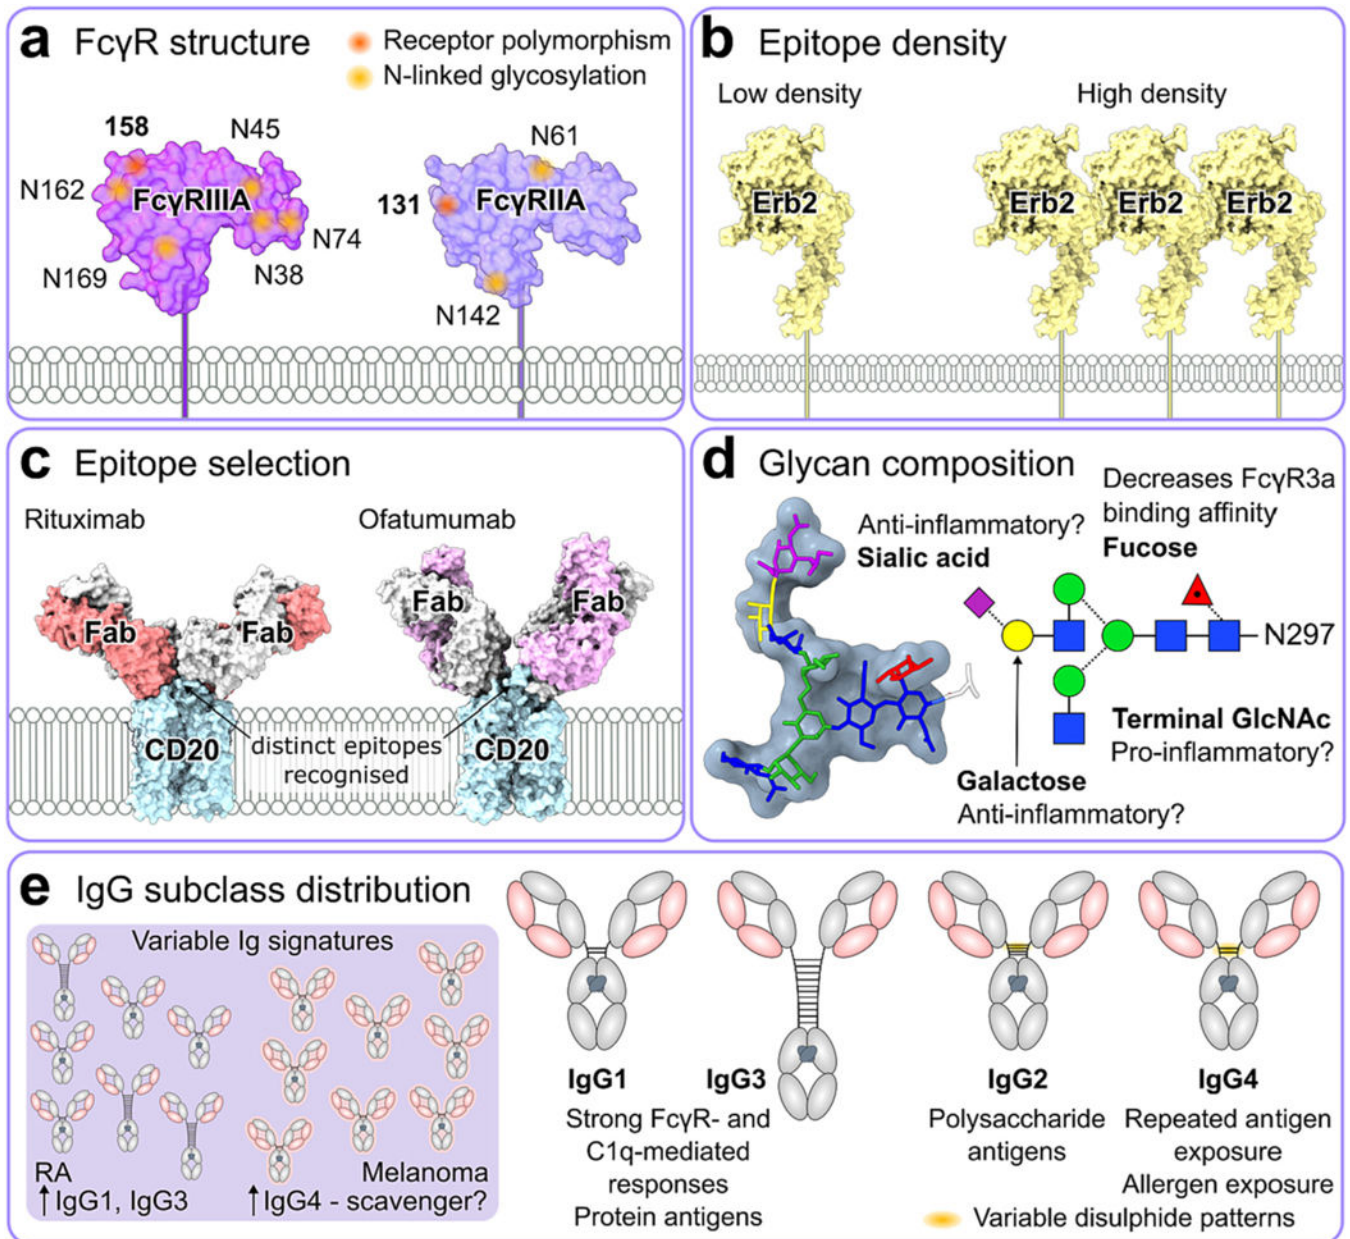 a FcγR structure
Receptor polymorphism
N-linked glycosylation
158
N45
N162
FcγRIIIA
N74
N169
N38
N61
131
FcγRIIA
N142
b Epitope density
Low density
High density
Erb2
Erb2
Erb2
Erb2
c Epitope selection
Rituximab
Ofatumumab
Fab
Fab
Fab
Fab
CD20
distinct epitopes
recognised
CD20
d Glycan composition
Decreases FcγR3a
binding affinity
Fucose
Anti-inflammatory?
Sialic acid
N297
Terminal GlcNAc
Pro-inflammatory?
Galactose
Anti-inflammatory?
e IgG subclass distribution
Variable Ig signatures
RA
↑IgG1, IgG3
Melanoma
↑IgG4 - scavenger?
IgG1
IgG3
Strong FcγR- and
C1q-mediated
responses
Protein antigens
IgG2
Polysaccharide
antigens
IgG4
Repeated antigen
exposure
Allergen exposure
Variable disulphide patterns